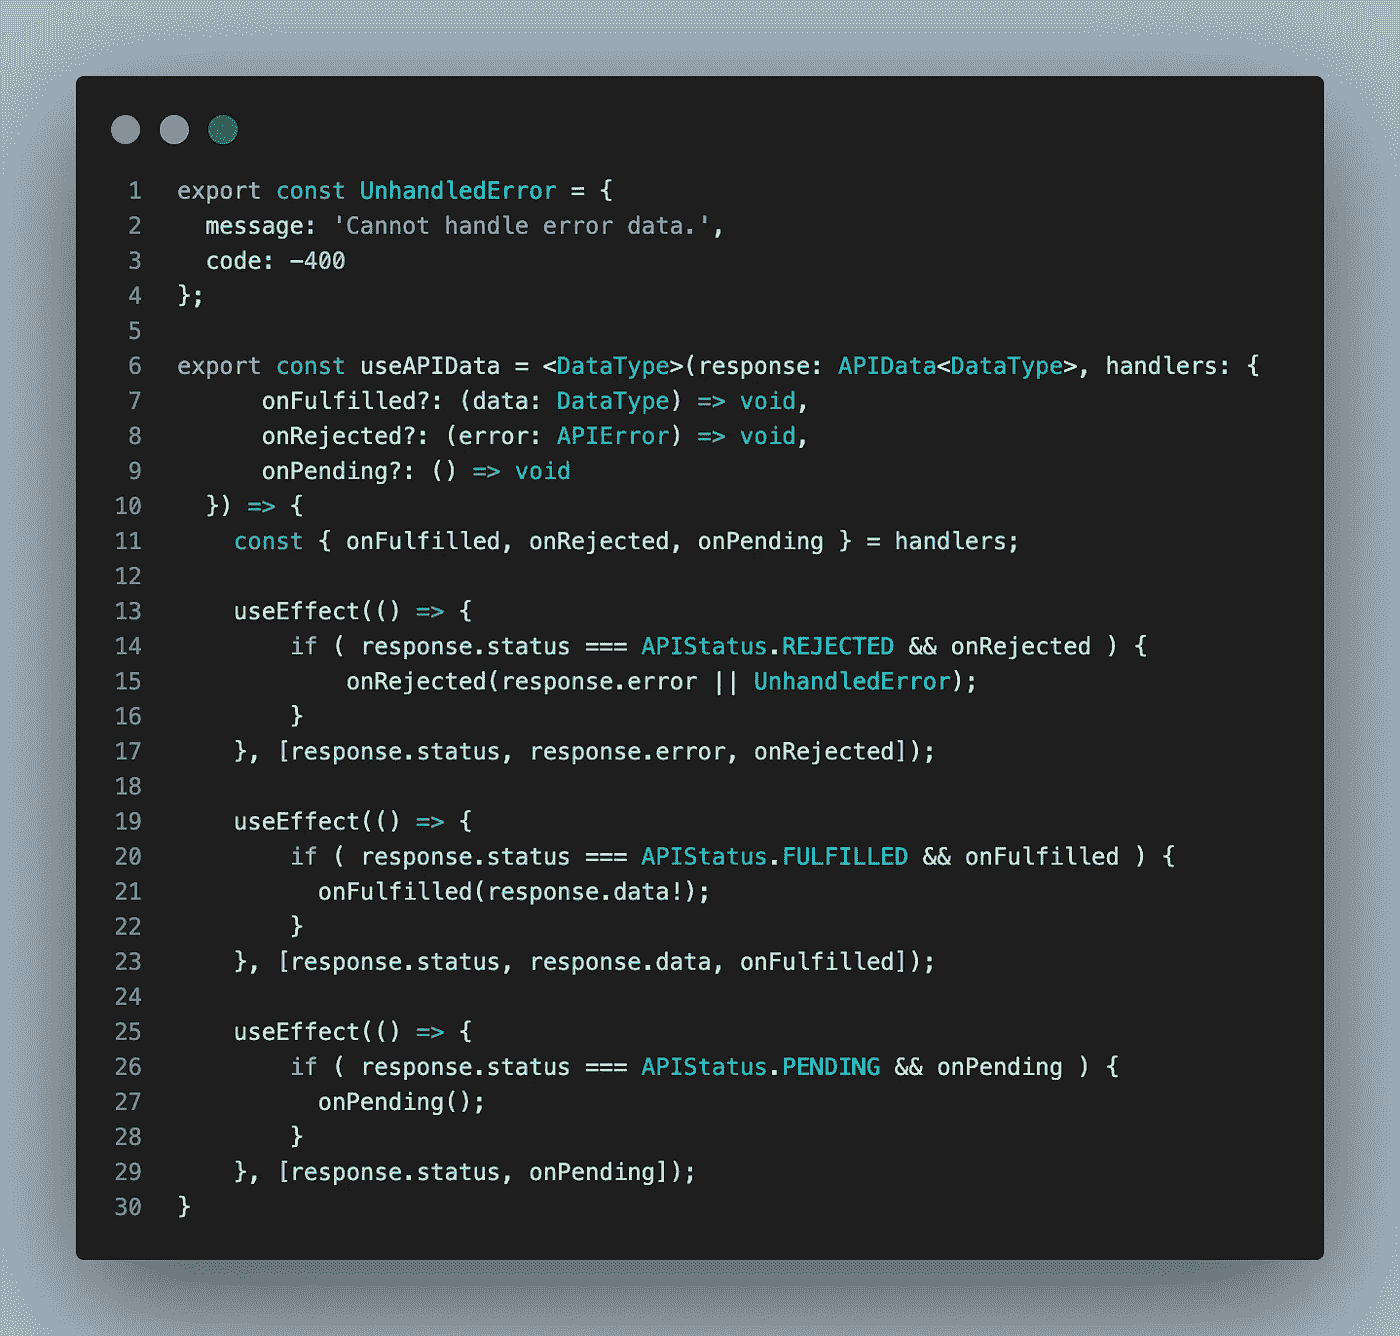 1 export const UnhandledError = {
2 message: 'Cannot handle error data.',
3 code: -400
4 };
5
6 export const useAPIData = <DataType>(response: APIData<DataType>, handlers: {
7 onFulfilled?: (data: DataType) => void,
8 onRejected?: (error: APIError) => void,
9 onPending?: () => void
10 }) => {
11 const { onFulfilled, onRejected, onPending } = handlers;
12
13 useEffect(() => {
14 if ( response.status === APIStatus.REJECTED && onRejected ) {
15 onRejected(response.error || UnhandledError);
16 }
17 }, [response.status, response.error, onRejected]);
18
19 useEffect(() => {
20 if ( response.status === APIStatus.FULFILLED && onFulfilled ) {
21 onFulfilled(response.data!);
22 }
23 }, [response.status, response.data, onFulfilled]);
24
25 useEffect(() => {
26 if ( response.status === APIStatus.PENDING && onPending ) {
27 onPending();
28 }
29 }, [response.status, onPending]);
30 }